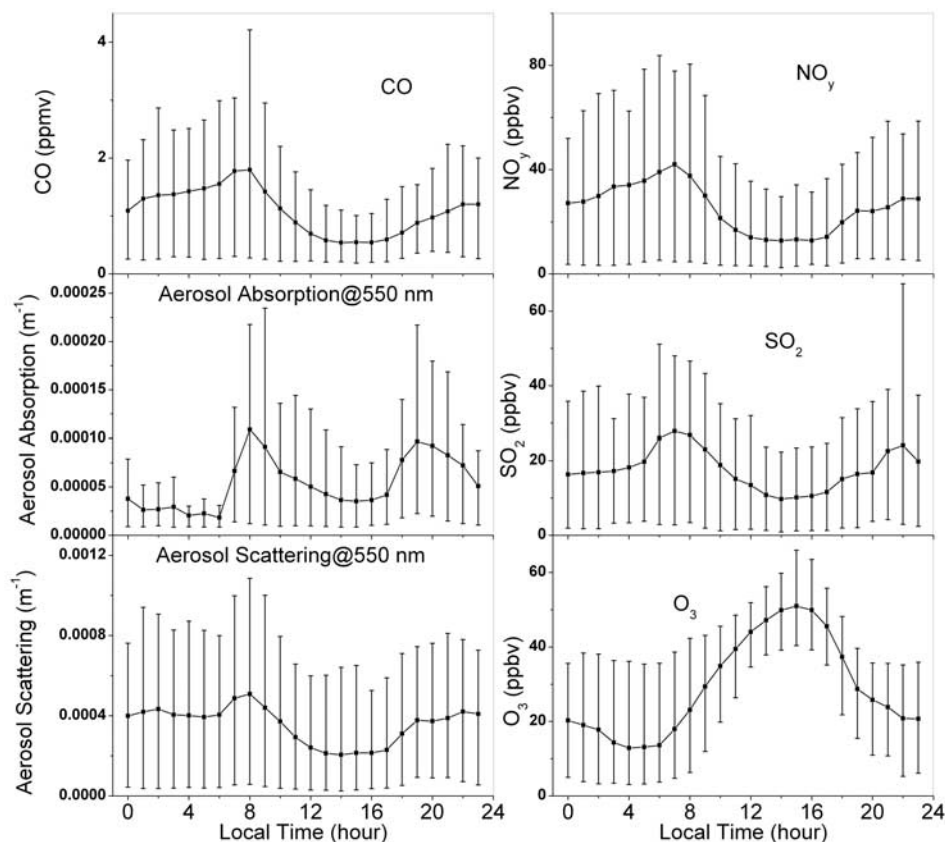 CO (ppmv)
4
2
0
CO
NOy (ppbv)
80
40
0
NOy
Aerosol Absorption (m⁻¹)
0.00025
0.00020
0.00015
0.00010
0.00005
0.00000
Aerosol Absorption@550 nm
SO₂ (ppbv)
60
40
20
0
SO₂
Aerosol Scattering (m⁻¹)
0.0012
0.0008
0.0004
0.0000
Aerosol Scattering@550 nm
0 4 8 12 16 20 24
Local Time (hour)
O₃ (ppbv)
60
40
20
0
O₃
0 4 8 12 16 20 24
Local Time (hour)